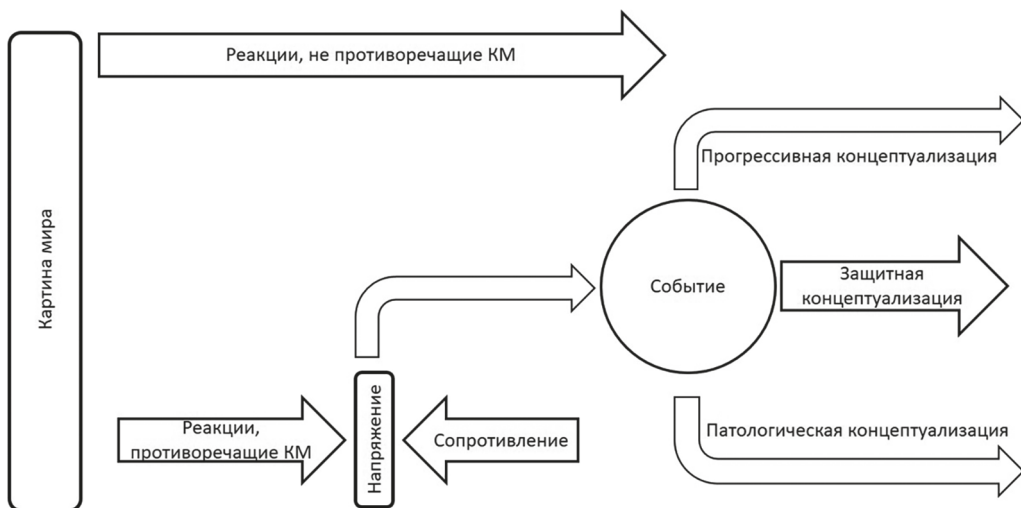 Картина мира
Реакции, не противоречащие КМ
Прогрессивная концептуализация
Событие
Защитная
концептуализация
Напряжение
Реакции,
противоречащие КМ
Сопротивление
Патологическая концептуализация